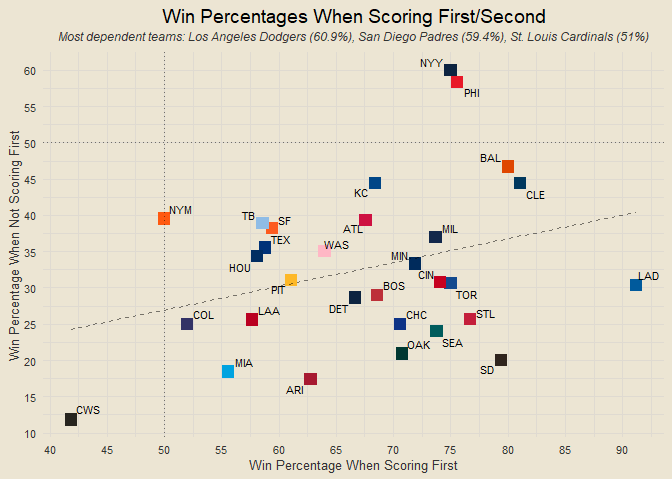 Win Percentages When Scoring First/Second
Most dependent teams: Los Angeles Dodgers (60.9%), San Diego Padres (59.4%), St. Louis Cardinals (51%)
Win Percentage When Not Scoring First
60
55
50
45
40
35
30
25
20
15
10
NYY
PHI
BAL
CLE
KC
NYM
TB
SF
ATL
MIL
TEX
WAS
HOU
MIN
CIN
PIT
LAD
TOR
BOS
DET
COL
LAA
CHC
STL
SEA
OAK
SD
MIA
ARI
CWS
40
45
50
55
60
65
70
75
80
85
90
Win Percentage When Scoring First